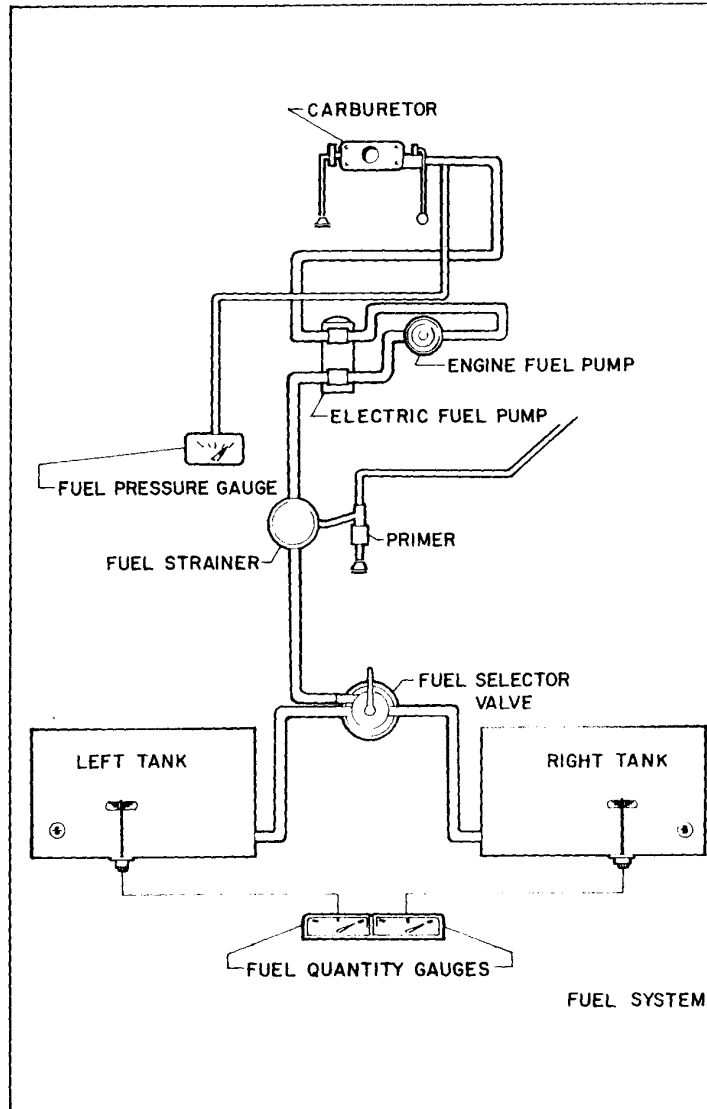 CARBURETOR
ENGINE FUEL PUMP
ELECTRIC FUEL PUMP
FUEL PRESSURE GAUGE
PRIMER
FUEL STRAINER
FUEL SELECTOR
VALVE
LEFT TANK
RIGHT TANK
FUEL QUANTITY GAUGES
FUEL SYSTEM